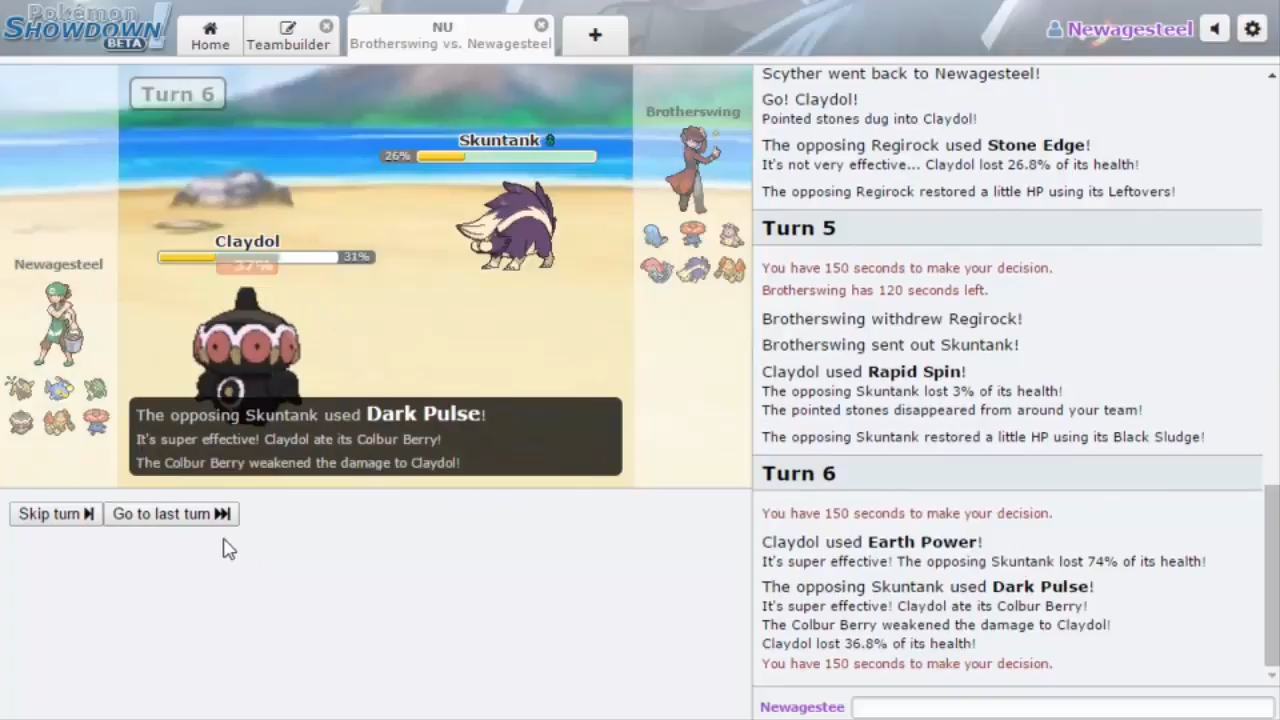 Pokémon
SHOWDOWN!
BETA
Home
Teambuilder
NU
Brotherswing vs. Newagesteel
+
Newagesteel
Turn 6
Brotherswing
Skuntank
26%
Claydol
31%
37%
Newagesteel
The opposing Skuntank used Dark Pulse!
It's super effective! Claydol ate its Colbur Berry!
The Colbur Berry weakened the damage to Claydol!
Skip turn
Go to last turn
Scyther went back to Newagesteel!
Go! Claydol!
Pointed stones dug into Claydol!
The opposing Regirock used Stone Edge!
It's not very effective... Claydol lost 26.8% of its health!
The opposing Regirock restored a little HP using its Leftovers!
Turn 5
You have 150 seconds to make your decision.
Brotherswing has 120 seconds left.
Brotherswing withdrew Regirock!
Brotherswing sent out Skuntank!
Claydol used Rapid Spin!
The opposing Skuntank lost 3% of its health!
The pointed stones disappeared from around your team!
The opposing Skuntank restored a little HP using its Black Sludge!
Turn 6
You have 150 seconds to make your decision.
Claydol used Earth Power!
It's super effective! The opposing Skuntank lost 74% of its health!
The opposing Skuntank used Dark Pulse!
It's super effective! Claydol ate its Colbur Berry!
The Colbur Berry weakened the damage to Claydol!
Claydol lost 36.8% of its health!
You have 150 seconds to make your decision.
Newagestee